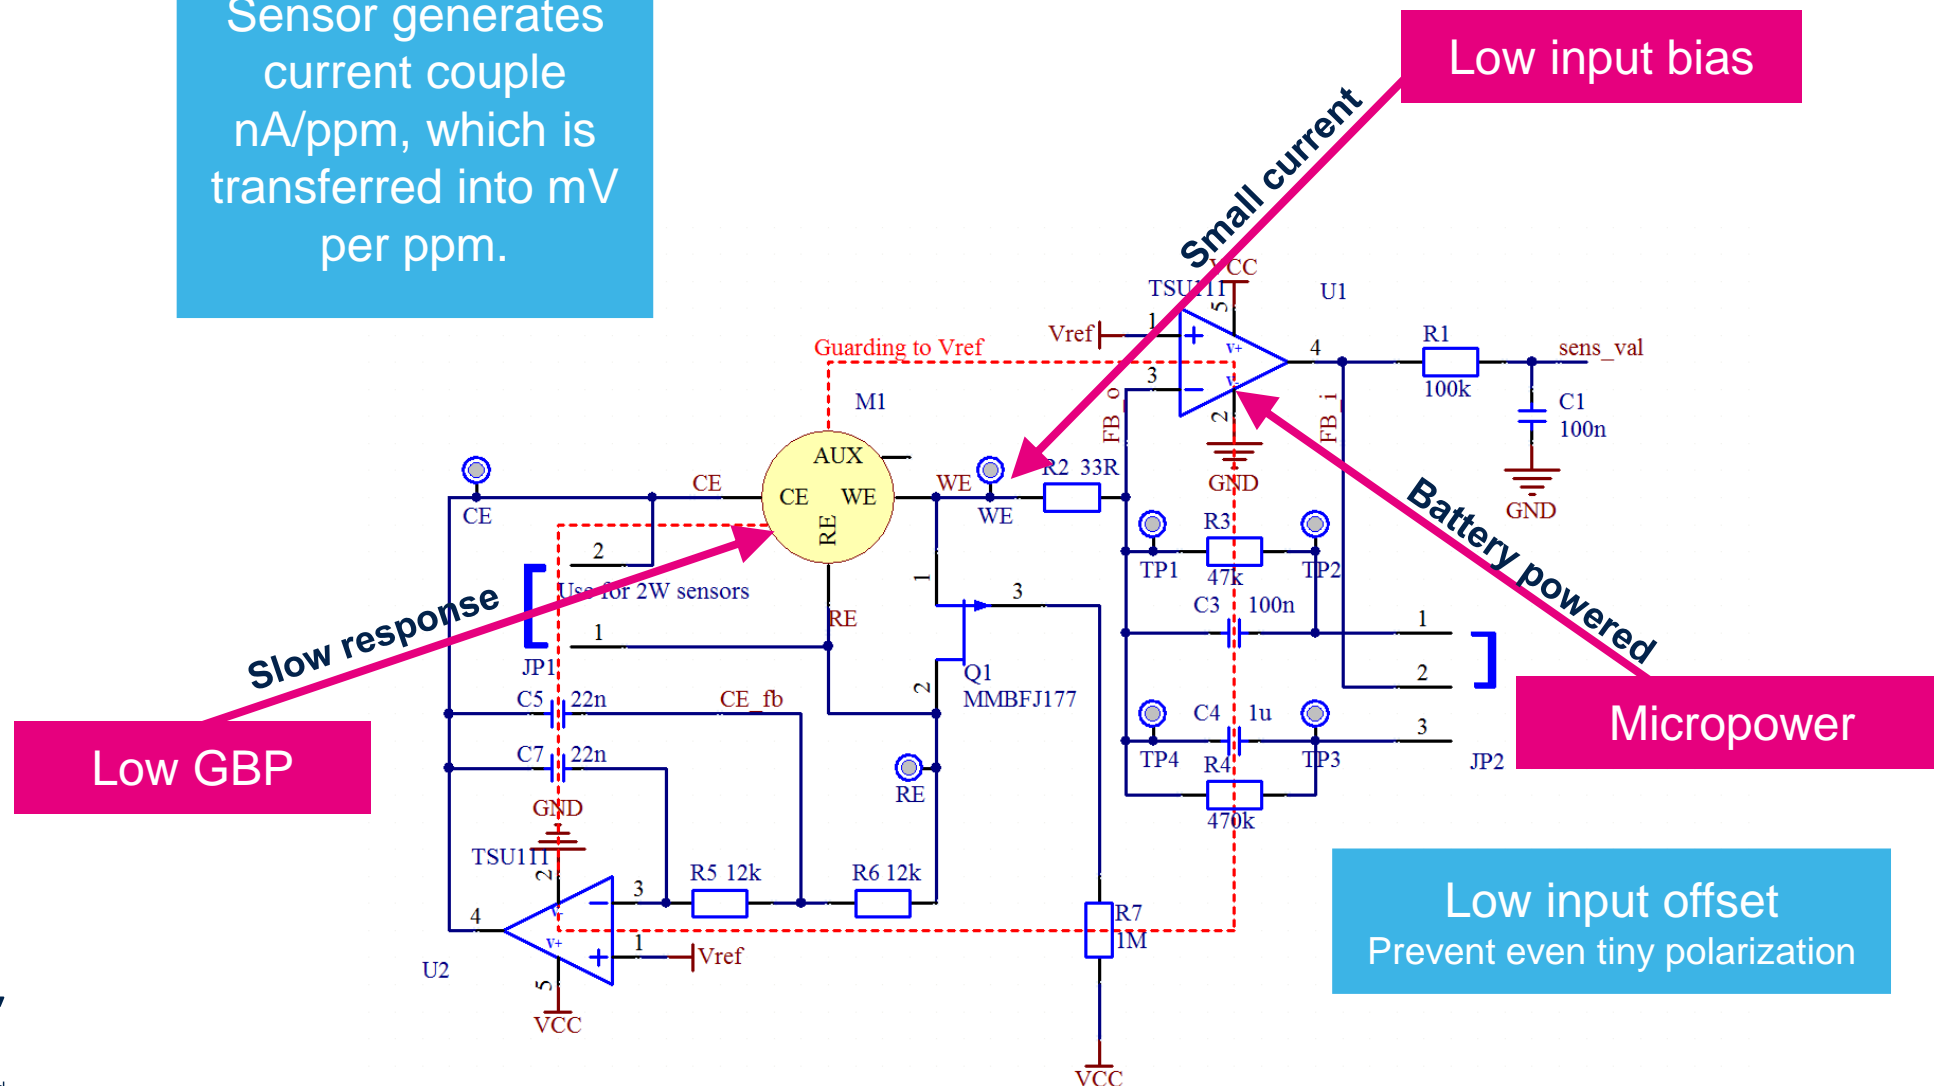 Sensor generates
current couple
nA/ppm, which is
transferred into mV
per ppm.
Low input bias
Small current
VCC
TSU111
U1
5
1
Vref
V+
4
R1
sens_val
Guarding to Vref
3
V-
100k
M1
FB_o
2
FB_i
C1
100n
AUX
CE
CE
WE
WE
R2 33R
GND
RE
CE
WE
GND
Battery powered
R3
2
TP1
47k
TP2
Use for 2W sensors
1
3
C3
100n
Slow response
RE
1
1
JP1
2
Q1
2
C5
22n
CE_fb
MMBFJ177
C4
1u
Micropower
3
C7
22n
TP4
TP3
JP2
Low GBP
R4
RE
GND
470k
TSU111
2
R5 12k
R6 12k
3
Low input offset
Prevent even tiny polarization
4
V-
R7
1M
V+
1
Vref
U2
5
VCC
VCC